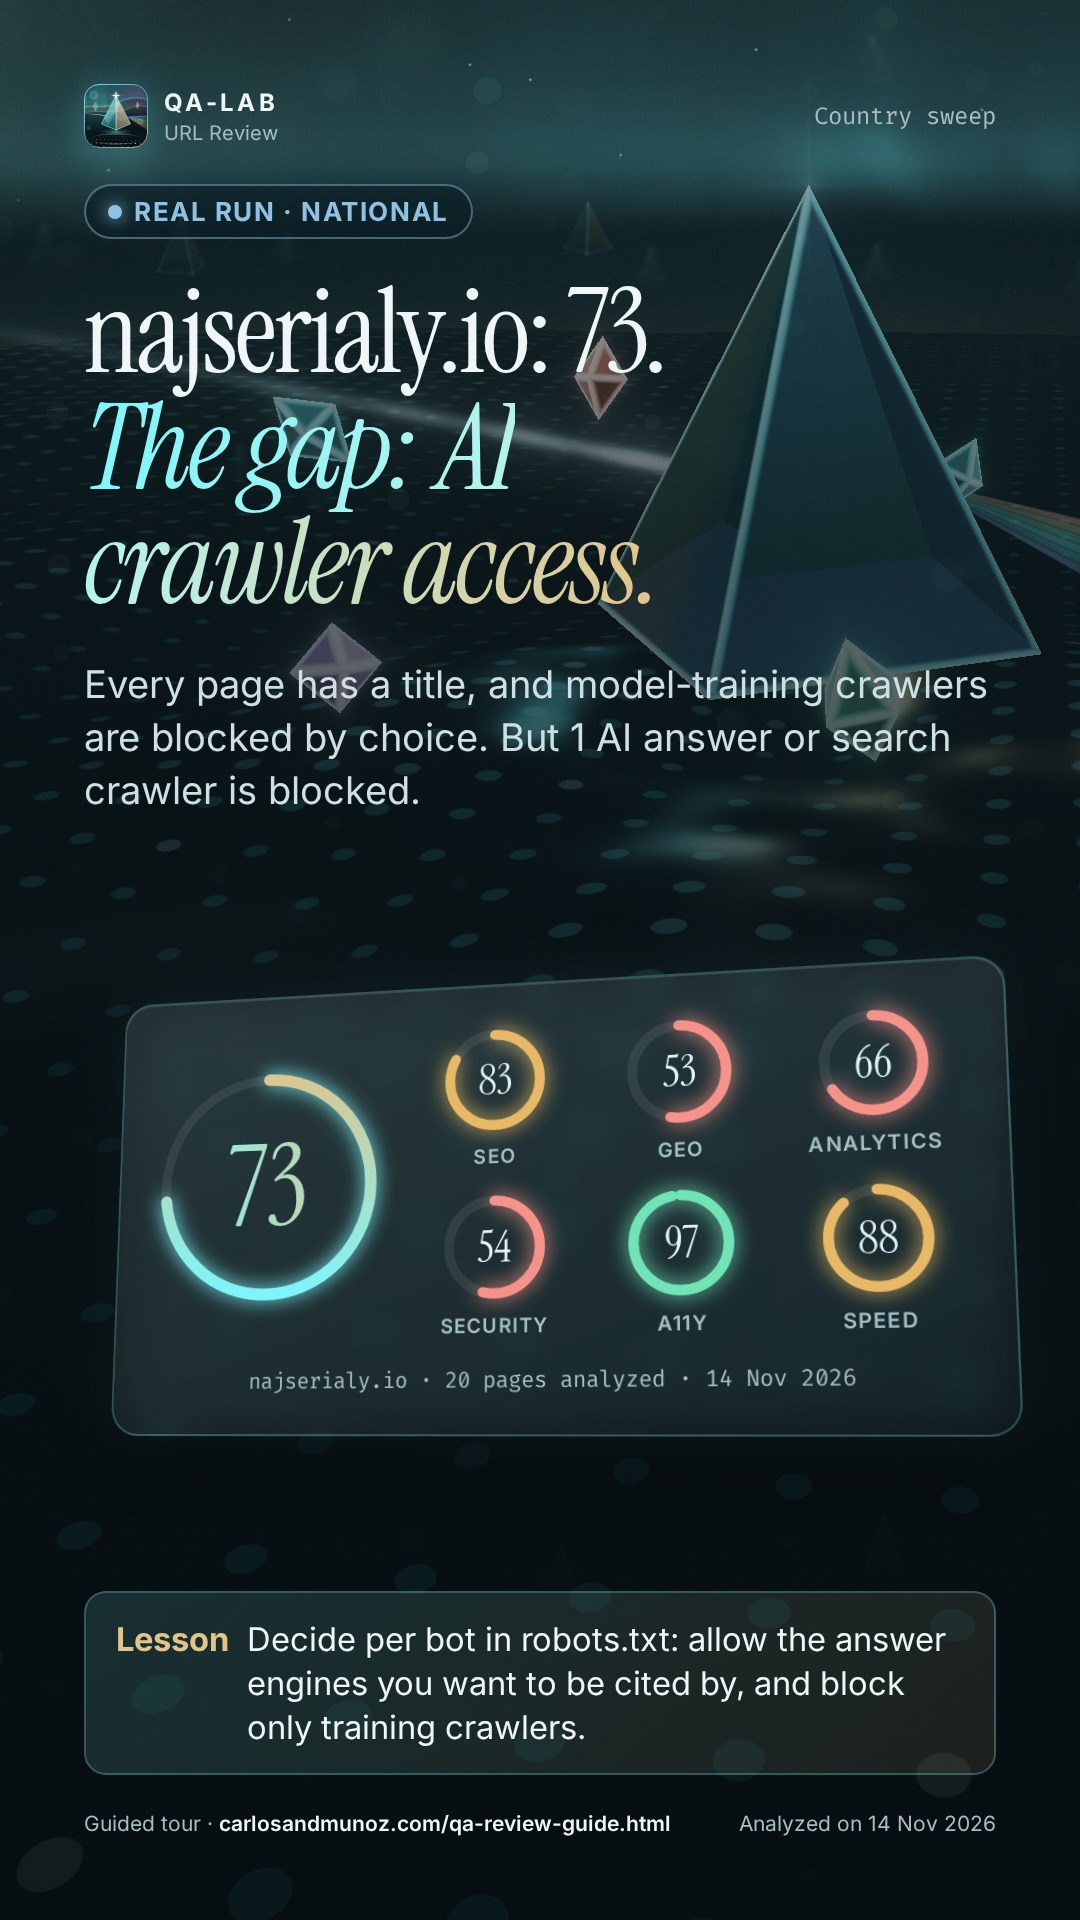 QA-LAB
URL Review
Country sweep
REAL RUN · NATIONAL
najserialy.io: 73.
The gap: AI
crawler access.
Every page has a title, and model-training crawlers
are blocked by choice. But 1 AI answer or search
crawler is blocked.
73
83
SEO
53
GEO
66
ANALYTICS
54
SECURITY
97
A11Y
88
SPEED
najserialy.io · 20 pages analyzed · 14 Nov 2026
Lesson Decide per bot in robots.txt: allow the answer
engines you want to be cited by, and block
only training crawlers.
Guided tour · carlosandmunoz.com/qa-review-guide.html
Analyzed on 14 Nov 2026